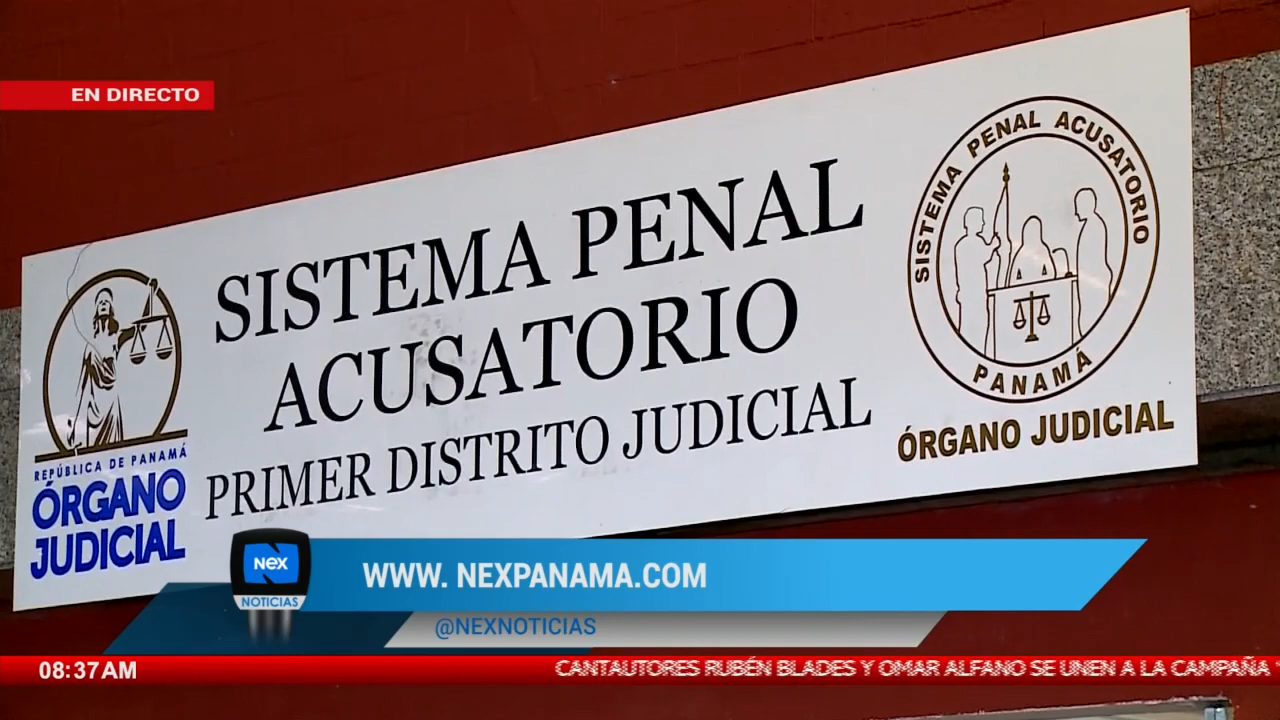 EN DIRECTO
SISTEMA PENAL
ACUSATORIO
PRIMER DISTRITO JUDICIAL
REPÚBLICA DE PANAMÁ
ÓRGANO
JUDICIAL
SISTEMA PENAL ACUSATORIO
PANAMÁ
ÓRGANO JUDICIAL
nex
NOTICIAS
WWW. NEXPANAMA.COM
@NEXNOTICIAS
08:37AM
CANTAUTORES RUBÉN BLADES Y OMAR ALFANO SE UNEN A LA CAMPAÑA